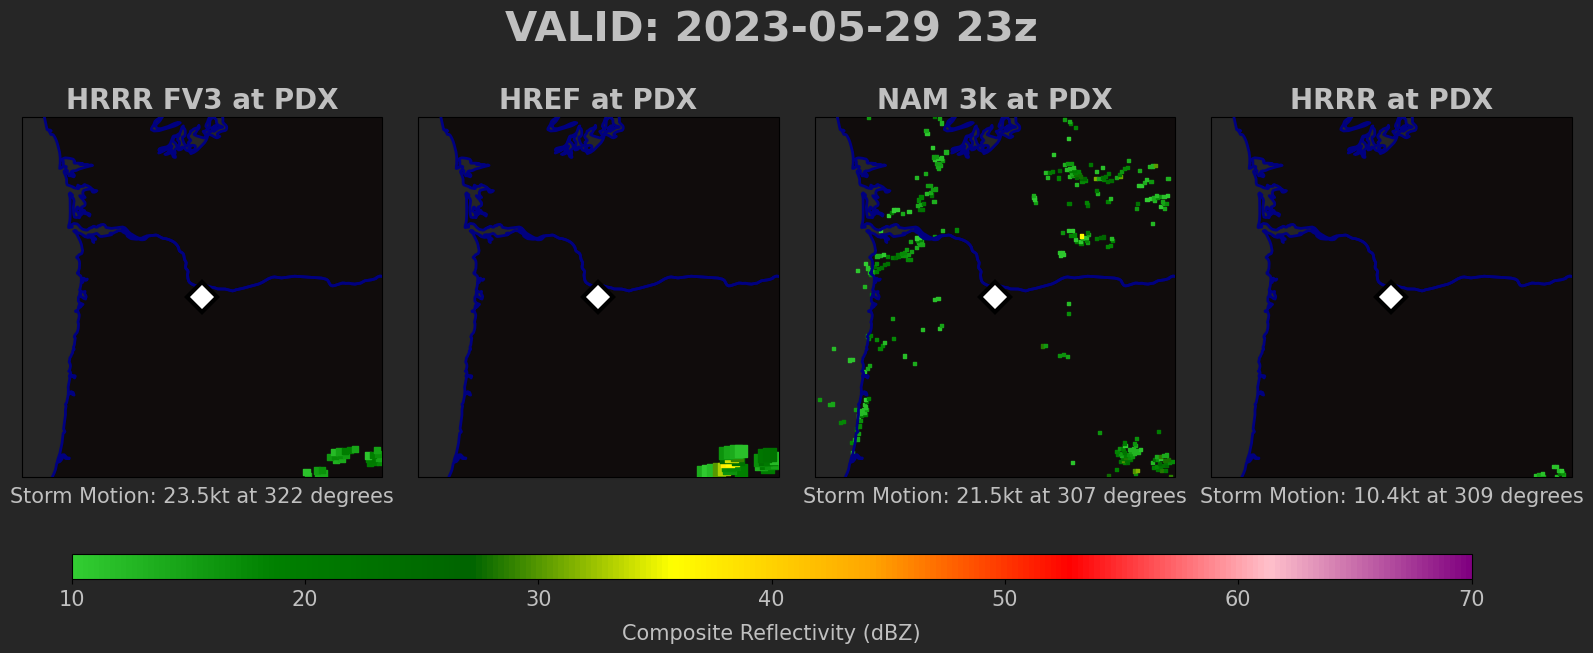 VALID: 2023-05-29 23z
HRRR FV3 at PDX
HREF at PDX
NAM 3k at PDX
HRRR at PDX
Storm Motion: 23.5kt at 322 degrees
Storm Motion: 21.5kt at 307 degrees
Storm Motion: 10.4kt at 309 degrees
10 20 30 40 50 60 70
Composite Reflectivity (dBZ)